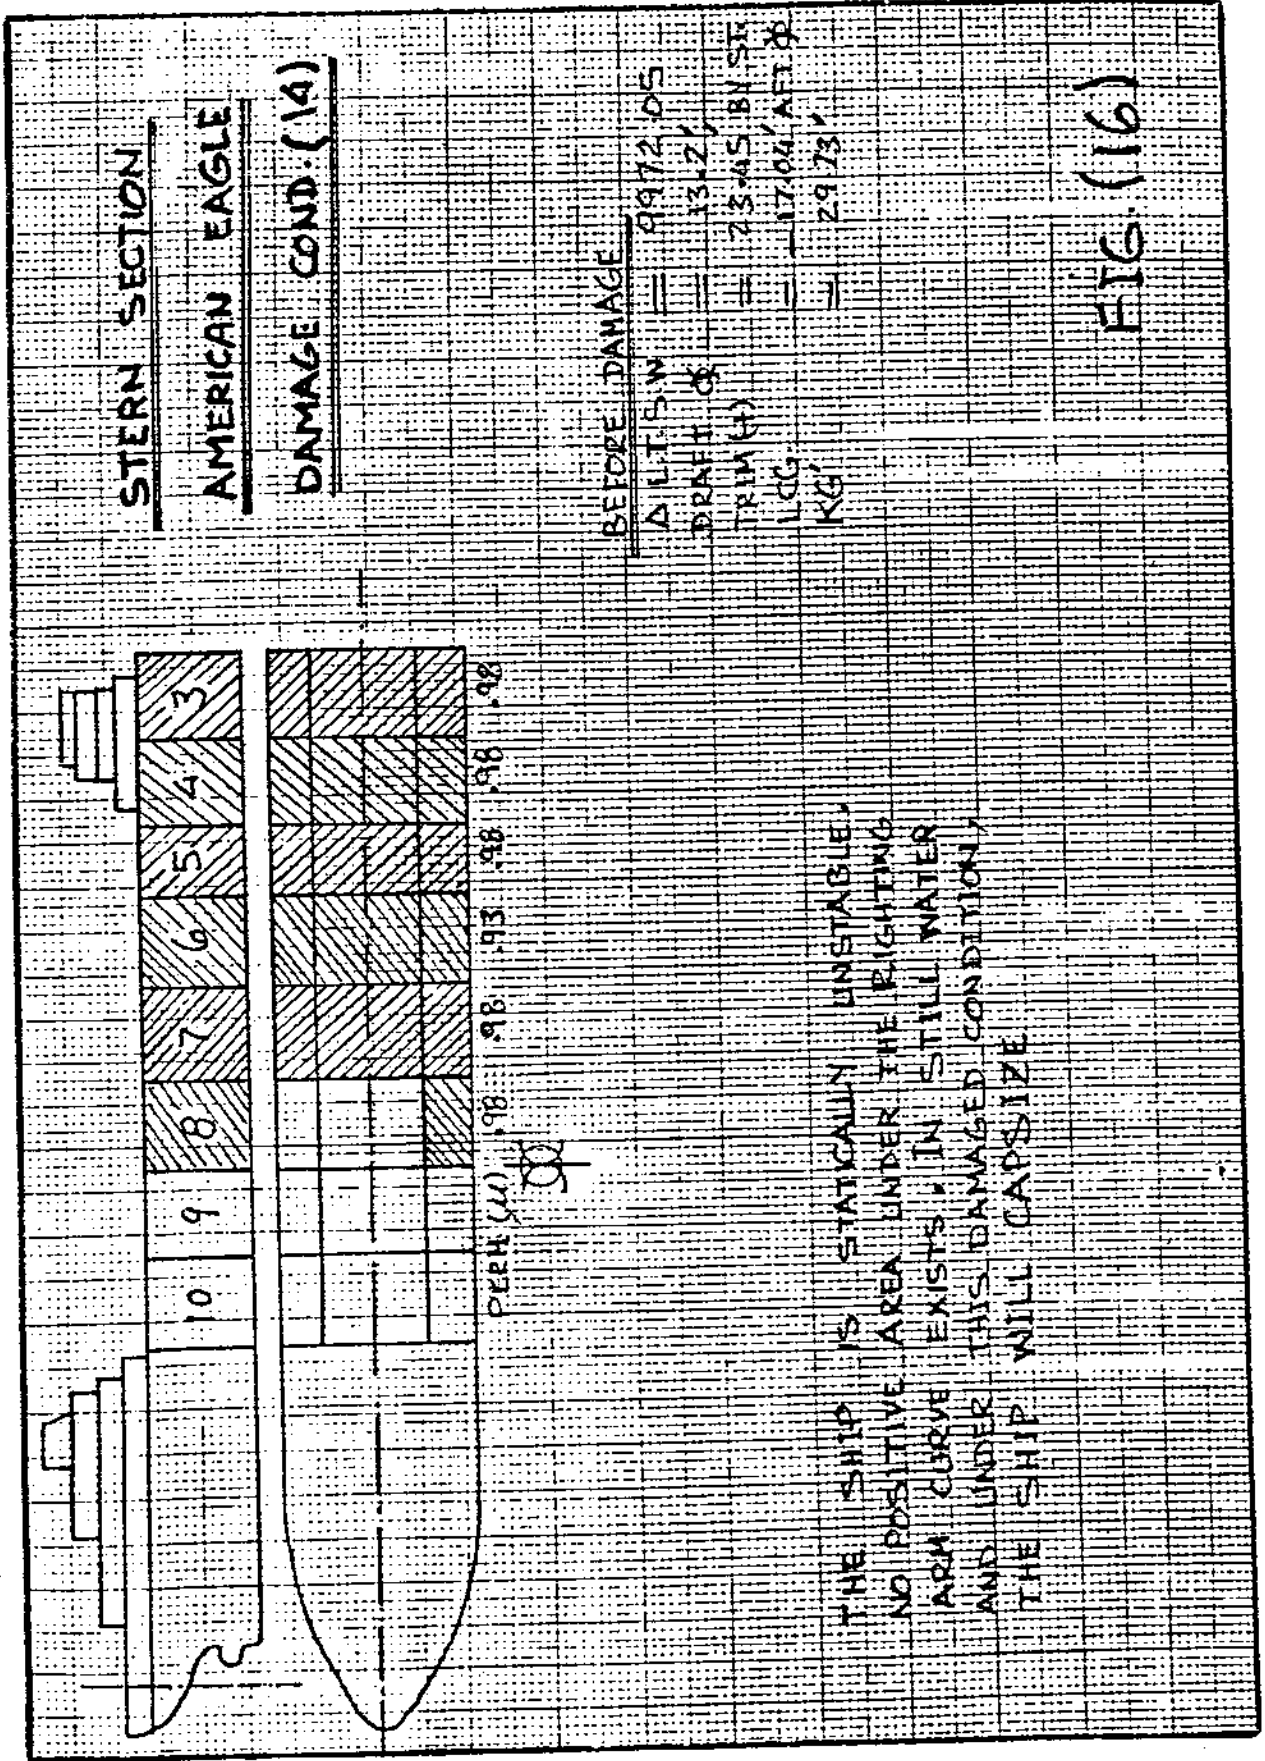 STERN SECTION
AMERICAN EAGLE
DAMAGE COND. (14)
10 9 8 7 6 5 4 3
PERM (μ) .98 .98 .93 .98 .98 .98
BEFORE DAMAGE
Δ L.T. S.W = 9972.05
DRAFT = 13.2'
TRIM (+) = 23.45 BY ST
LCG = 17.04' AFT
KG' = 29.73'
THE SHIP IS STATICALLY UNSTABLE.
NO POSITIVE AREA UNDER THE RIGHTING
ARM CURVE EXISTS. IN STILL WATER
AND UNDER THIS DAMAGED CONDITION,
THE SHIP WILL CAPSIZE
FIG. (16)